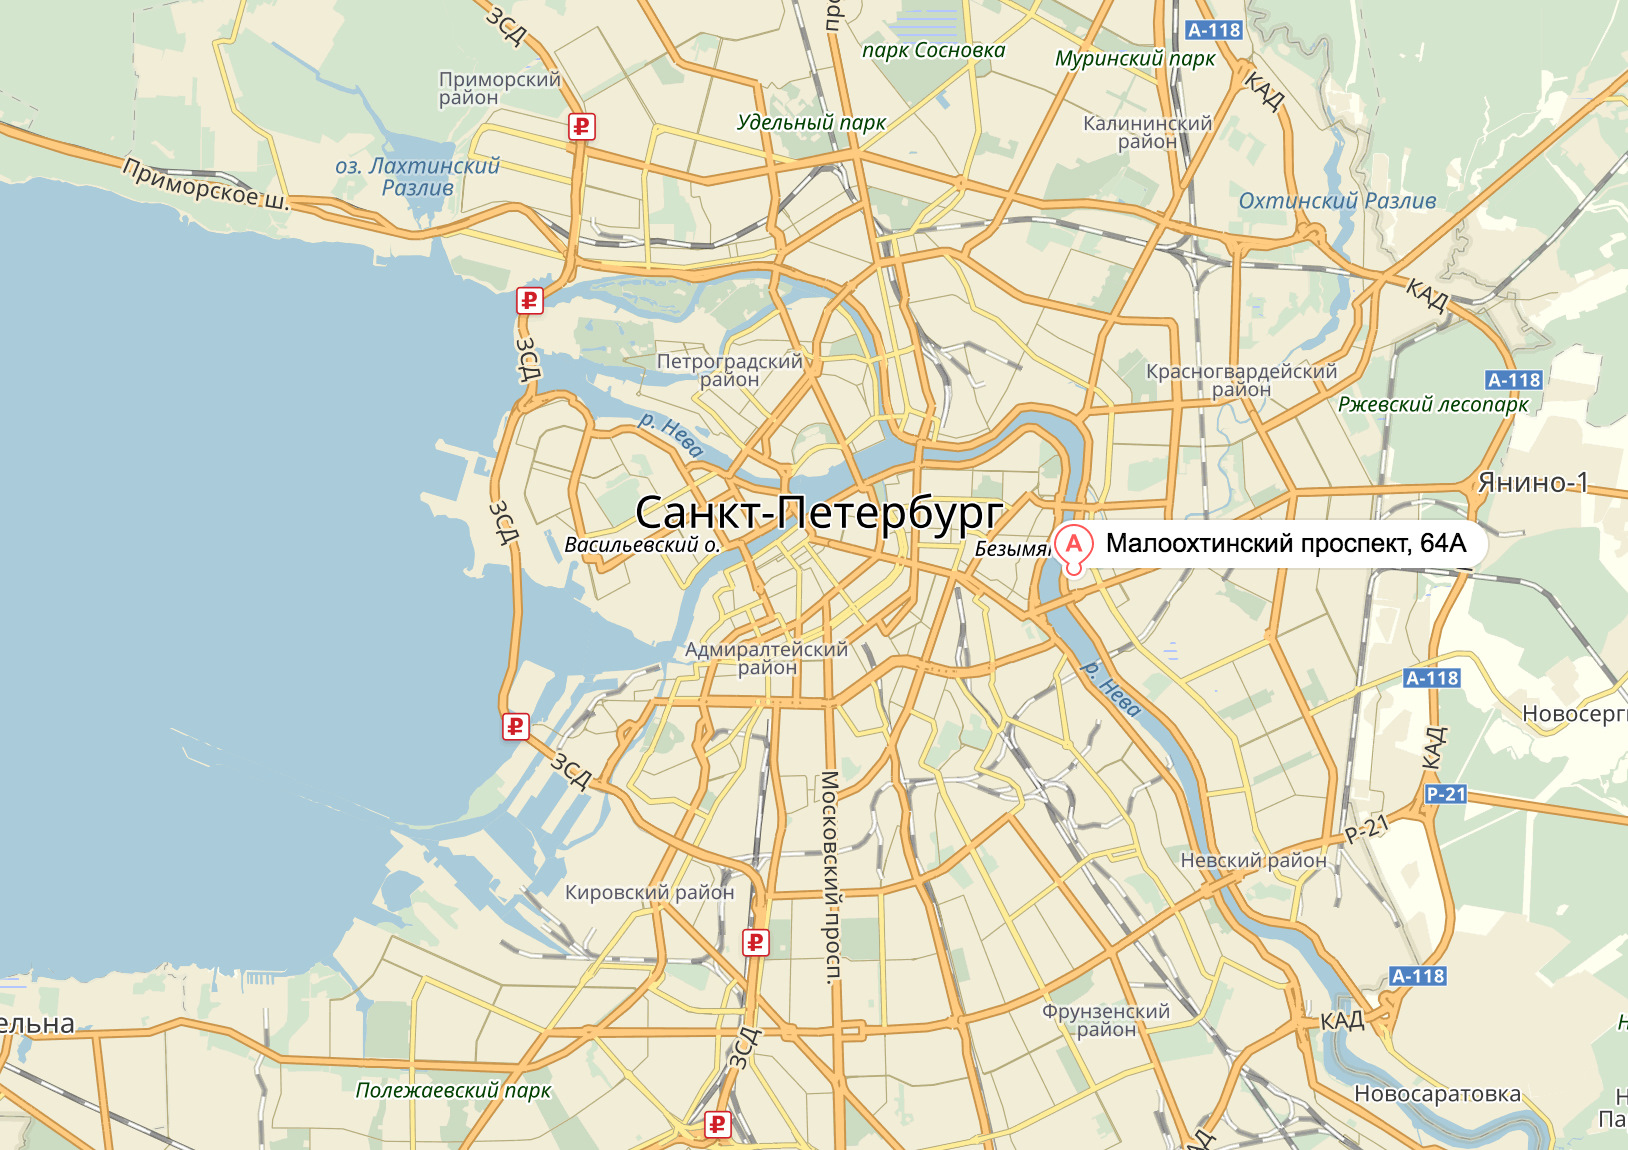 ЗСД
А-118
парк Сосновка
Муринский парк
Приморский
район
КАД
Удельный парк
Калининский
район
₽
оз. Лахтинский
Разлив
Приморское ш.
Охтинский Разлив
₽
КАД
ЗСД
Петроградский
район
Красногвардейский
район
А-118
Ржевский лесопарк
р. Нева
Янино-1
Санкт-Петербург
ЗСД
Васильевский о.
А
Малоохтинский проспект, 64А
Адмиралтейский
район
р. Нева
А-118
₽
КАД
ЗСД
Р-21
Московский просп.
Р-21
Невский район
Кировский район
₽
А-118
Фрунзенский
район
КАД
ЗСД
Полежаевский парк
Новосаратовка
₽